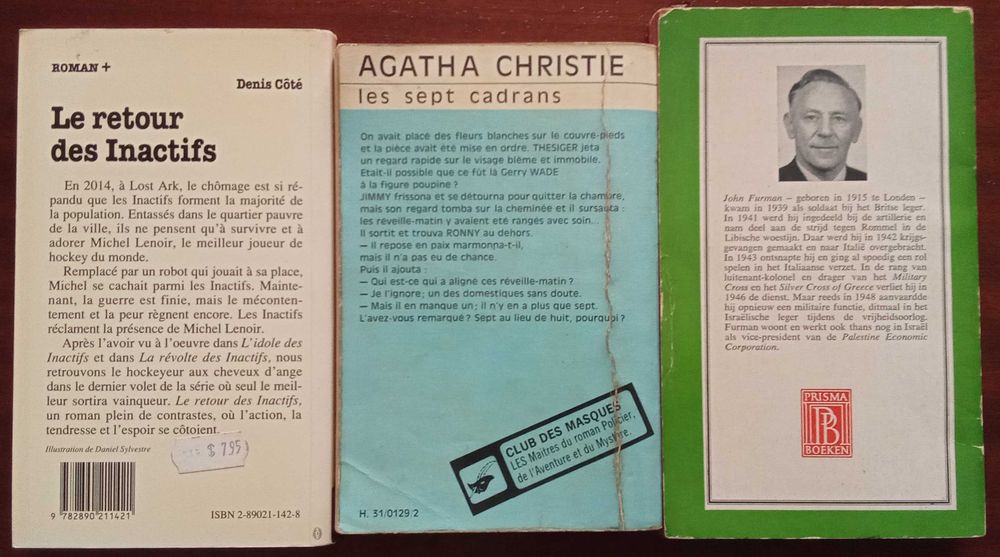 ROMAN +
Denis Côté
Le retour
des Inactifs
En 2014, à Lost Ark, le chômage est si ré-
pandu que les Inactifs forment la majorité de
la population. Entassés dans le quartier pauvre
de la ville, ils ne pensent qu'à survivre et à
adorer Michel Lenoir, le meilleur joueur de
hockey du monde.
Remplacé par un robot qui jouait à sa place,
Michel se cachait parmi les Inactifs. Mainte-
nant, la guerre est finie, mais le mécontent-
tement et la peur règnent encore. Les Inactifs
réclament la présence de Michel Lenoir.
Après l'avoir vu à l'oeuvre dans L'idole des
Inactifs et dans La révolte des Inactifs, nous
retrouvons le hockeyeur aux cheveux d'ange
dans le dernier volet de la série où seul le meil-
leur sortira vainqueur. Le retour des Inactifs,
un roman plein de contrastes, où l'action, la
tendresse et l'espoir se côtoient.
Illustration de Daniel Sylvestre
$ 7.95
9 782890 211421
ISBN 2-89021-142-8
AGATHA CHRISTIE
les sept cadrans
On avait placé des fleurs blanches sur le couvre-pieds
et la pièce avait été mise en ordre. THESIGER jeta
un regard rapide sur le visage blême et immobile.
Etait-il possible que ce fût là Gerry WADE
à la figure poupine ?
JIMMY frissona et se détourna pour quitter la chambre,
mais son regard tomba sur la cheminée et il sursauta :
les réveille-matin y avaient eté rangés avec soin...
Il sortit et trouva RONNY au dehors.
— Il repose en paix marmonna-t-il,
mais il n'a pas eu de chance.
Puis il ajouta :
— Qui est-ce qui a aligné ces réveille-matin ?
— Je l'ignore; un des domestiques sans doute.
— Mais il en manque un; il n'y en a plus que sept.
L'avez-vous remarqué ? Sept au lieu de huit, pourquoi ?
CLUB DES MASQUES
LES Maitres du roman Policier,
de l'Aventure et du Mystère.
H. 31/0129/2
John Furman – geboren in 1915 te Londen –
kwam in 1939 als soldaat bij het Britse leger.
In 1941 werd hij ingedeeld bij de artillerie en
nam deel aan de strijd tegen Rommel in de
Libische woestijn. Daar werd hij in 1942 krijgs-
gevangen gemaakt en naar Italië overgebracht.
In 1943 ontsnapte hij en ging al spoedig een rol
spelen in het Italiaanse verzet. In de rang van
luitenant-kolonel en drager van het Military
Cross en het Silver Cross of Greece verliet hij in
1946 de dienst. Maar reeds in 1948 aanvaardde
hij opnieuw een militaire functie, ditmaal in het
Israëlische leger tijdens de vrijheidsoorlog.
Furman woont en werkt ook thans nog in Israël
als vice-president van de Palestine Economic
Corporation.
PRISMA
PB
BOEKEN